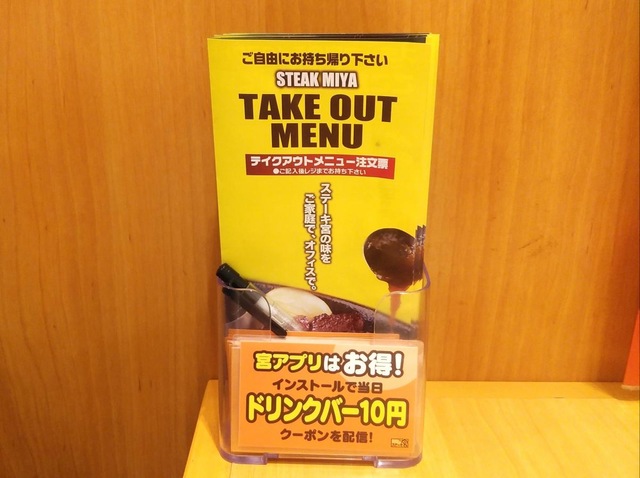 ご自由にお持ち帰り下さい
STEAK MIYA
TAKE OUT
MENU
テイクアウトメニュー注文票
●ご記入後レジまでお持ち下さい
ステーキ宮の味を
ご家庭で、オフィスで。
宮アプリはお得!
インストールで当日
ドリンクバー10円
クーポンを配信!